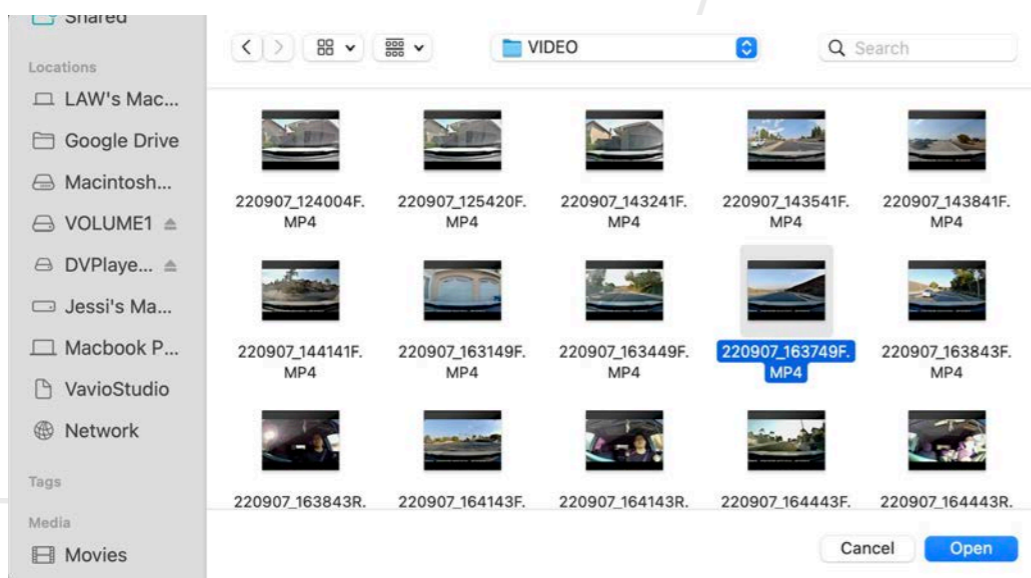 Shared
VIDEO
Search
Locations
LAW's Mac...
Google Drive
Macintosh...
VOLUME1
DVPlaye...
Jessi's Ma...
Macbook P...
VavioStudio
Network
Tags
Media
Movies
220907_124004F.
MP4
220907_125420F.
MP4
220907_143241F.
MP4
220907_143541F.
MP4
220907_143841F.
MP4
220907_144141F.
MP4
220907_163149F.
MP4
220907_163449F.
MP4
220907_163749F.
MP4
220907_163843F.
MP4
220907_163843R.
220907_164143F.
220907_164143R.
220907_164443F.
220907_164443R.
Cancel
Open